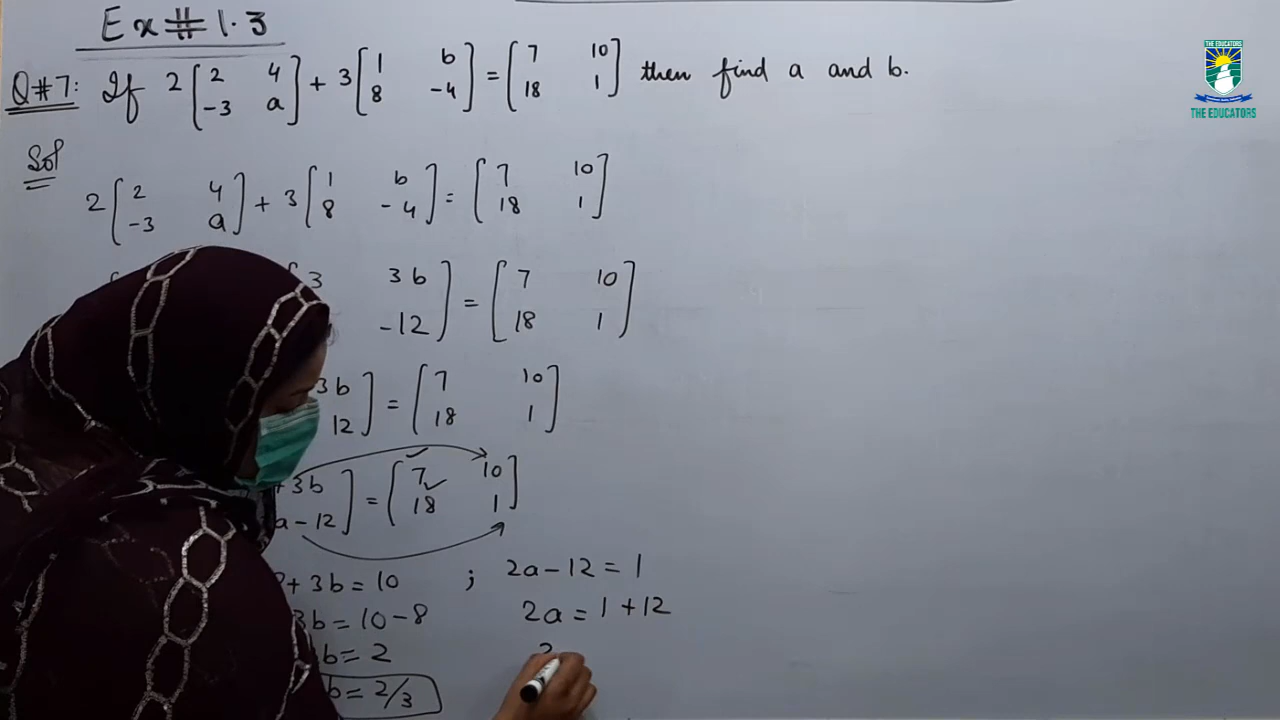 Ex # 1.3
Q#7: If 2 [2 4 + 3 [1 b = [7 10 then find a and b.
-3 a] 8 -4] 18 1]
THE EDUCATORS
THE EDUCATORS
Sol
2 [2 4 + 3 [1 b = [7 10
-3 a] 8 -4] 18 1]
3 3b ] = [7 10
-12 18 1]
3b ] = [7 10
12 18 1]
+3b ] = [7 10
a-12 18 1]
+ 3b = 10 ; 2a - 12 = 1
3b = 10 - 8 2a = 1 + 12
b = 2
b = 2/3